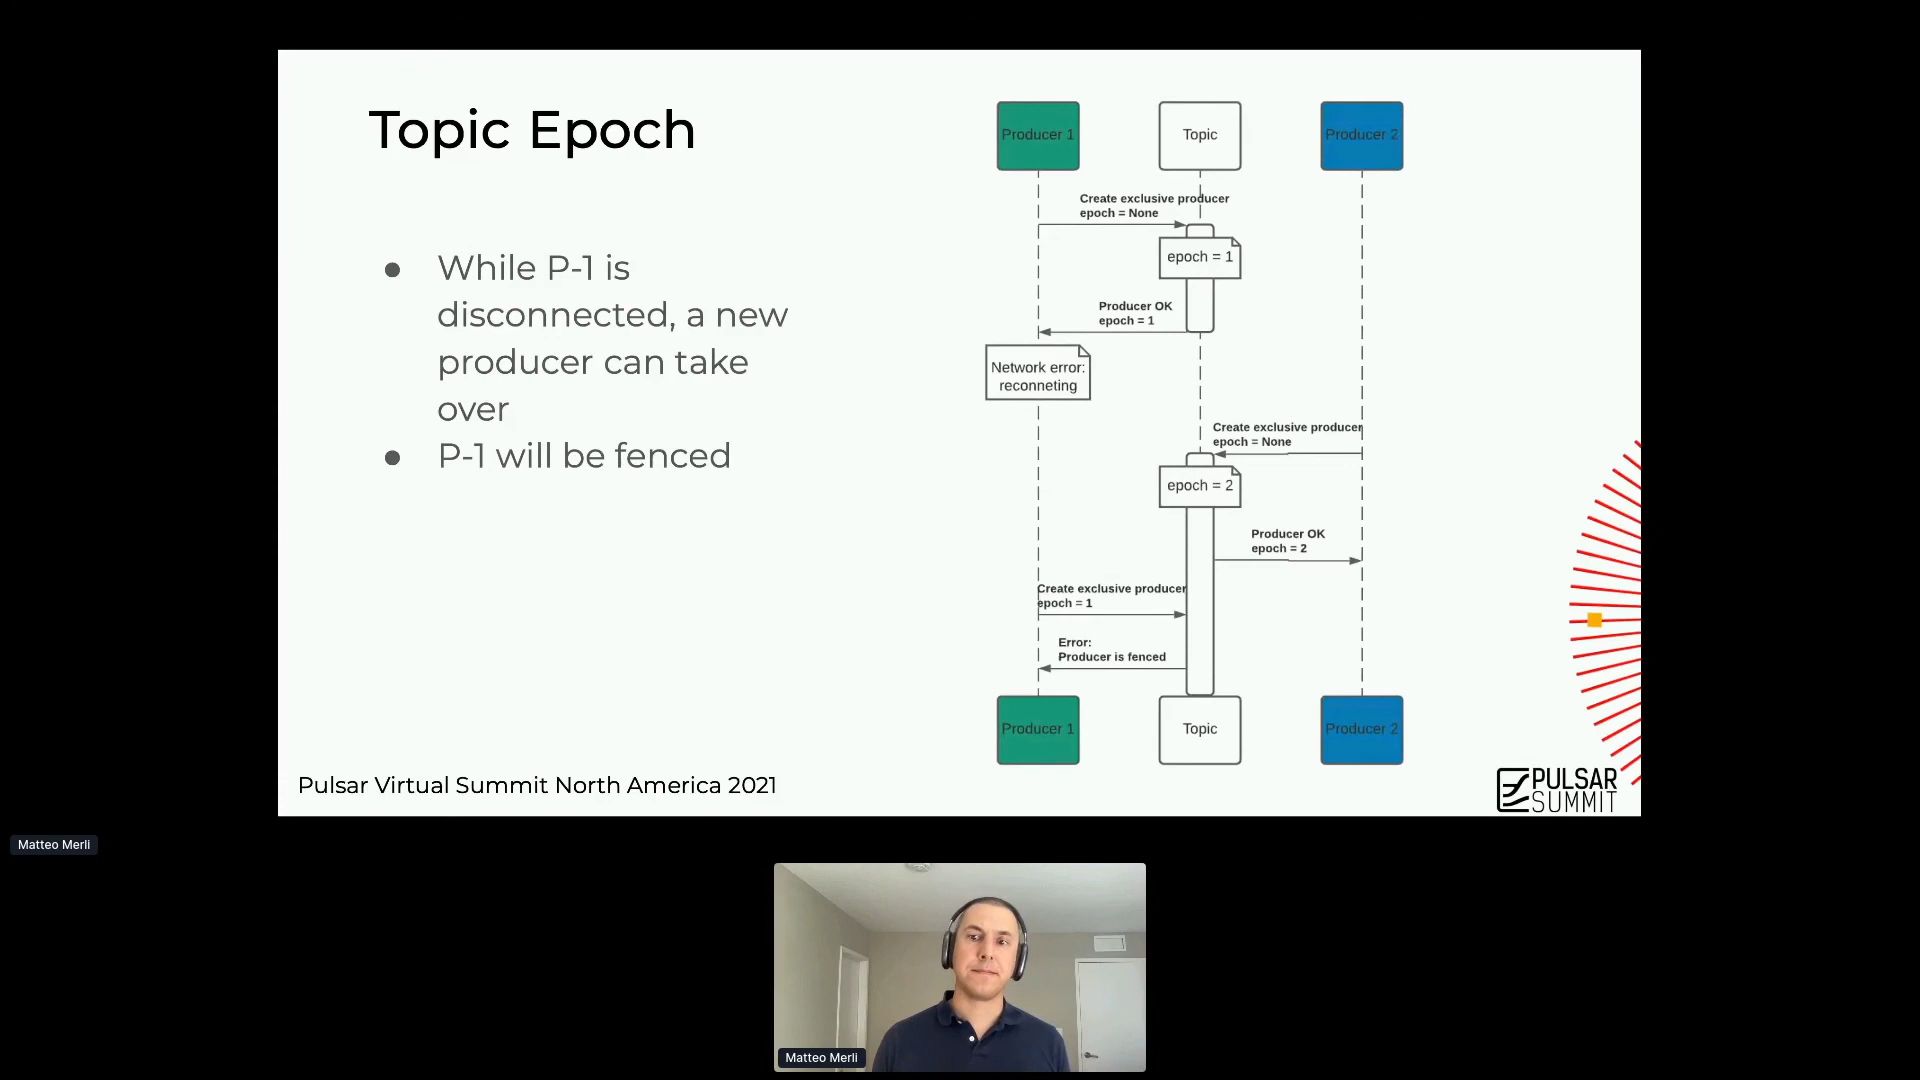 Topic Epoch
● While P-1 is
disconnected, a new
producer can take
over
● P-1 will be fenced
Producer 1
Topic
Producer 2
Create exclusive producer
epoch = None
epoch = 1
Producer OK
epoch = 1
Network error:
reconneting
Create exclusive producer
epoch = None
epoch = 2
Producer OK
epoch = 2
Create exclusive producer
epoch = 1
Error:
Producer is fenced
Producer 1
Topic
Producer 2
Pulsar Virtual Summit North America 2021
PULSAR
SUMMIT
Matteo Merli
Matteo Merli